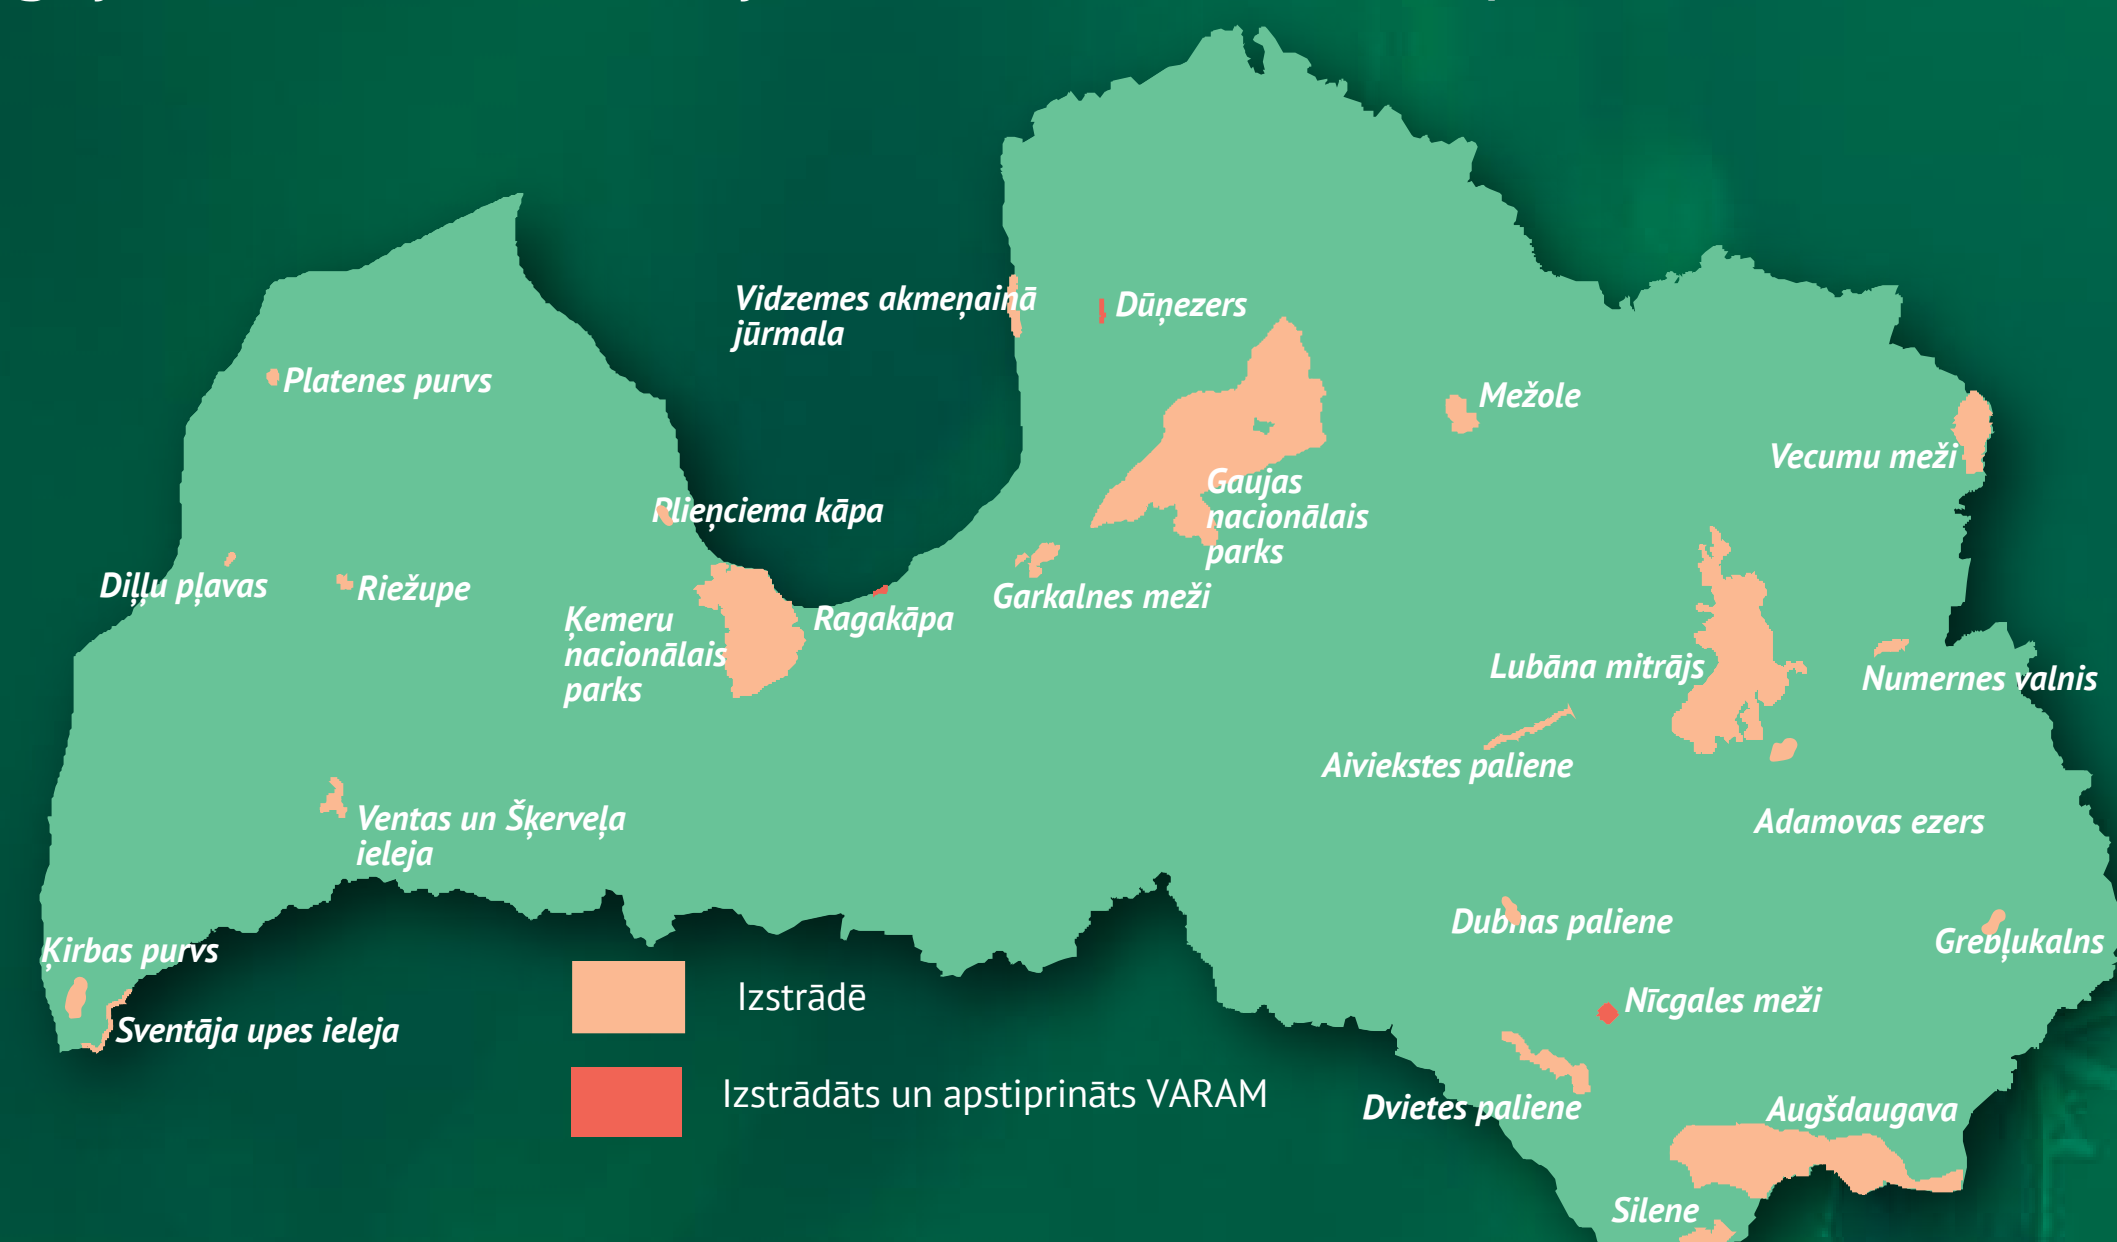 Vidzemes akmeņainā
jūrmala
Dūņezers
Platenes purvs
Mežole
Vecumu meži
Gaujas
nacionālais
parks
Plieņciema kāpa
Diļļu pļavas
Riežupe
Garkalnes meži
Ķemeru
nacionālais
parks
Ragakāpa
Lubāna mitrājs
Numernes valnis
Aiviekstes paliene
Ventas un Šķerveļa
ieleja
Adamovas ezers
Dubnas paliene
Grebļukalns
Ķirbas purvs
Sventāja upes ieleja
Nīcgales meži
Dvietes paliene
Augšdaugava
Silene
Izstrādē
Izstrādāts un apstiprināts VARAM